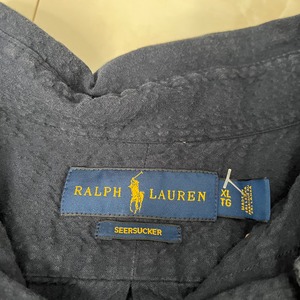 RALPH LAUREN
XL
TG
SEERSUCKER